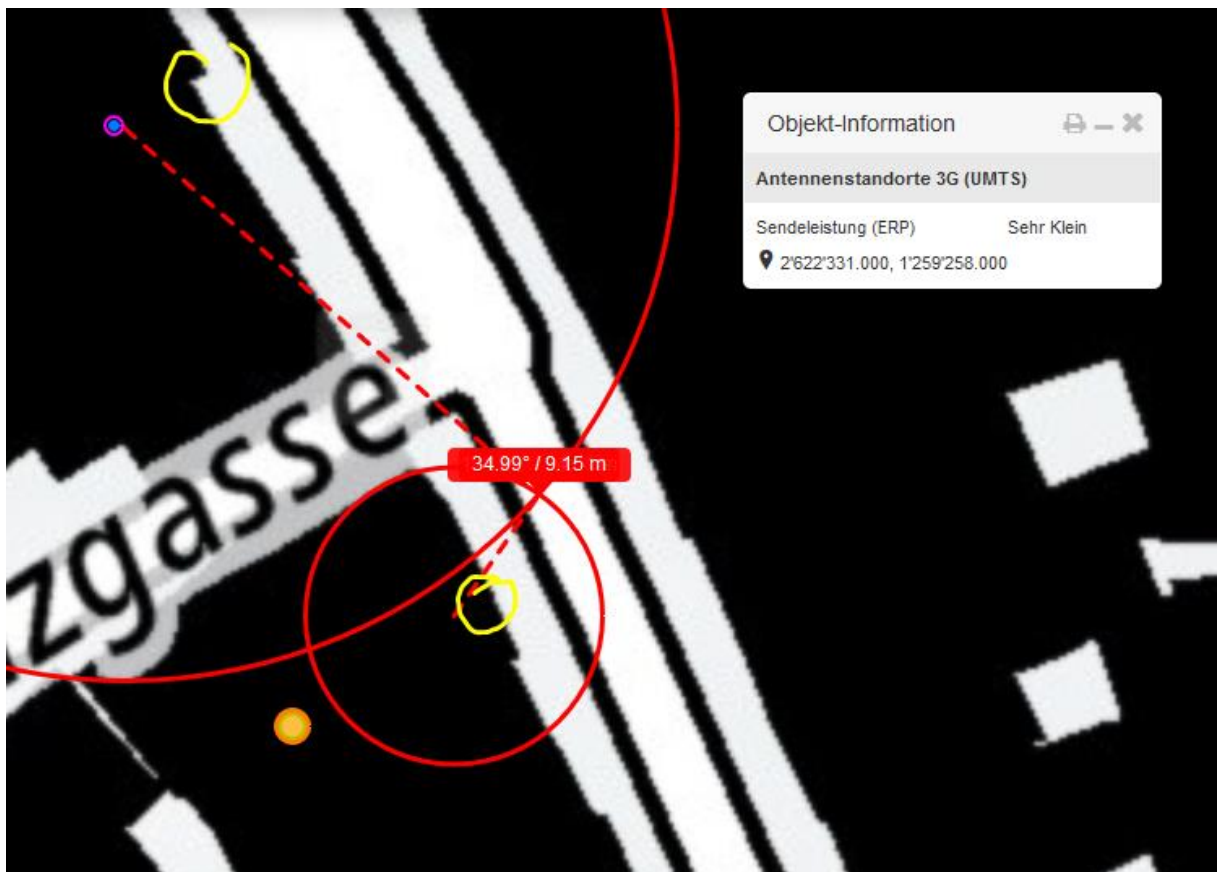 Objekt-Information
Antennenstandorte 3G (UMTS)
Sendeleistung (ERP) Sehr Klein
2'622'331.000, 1'259'258.000
34.99° / 9.15 m
zgasse